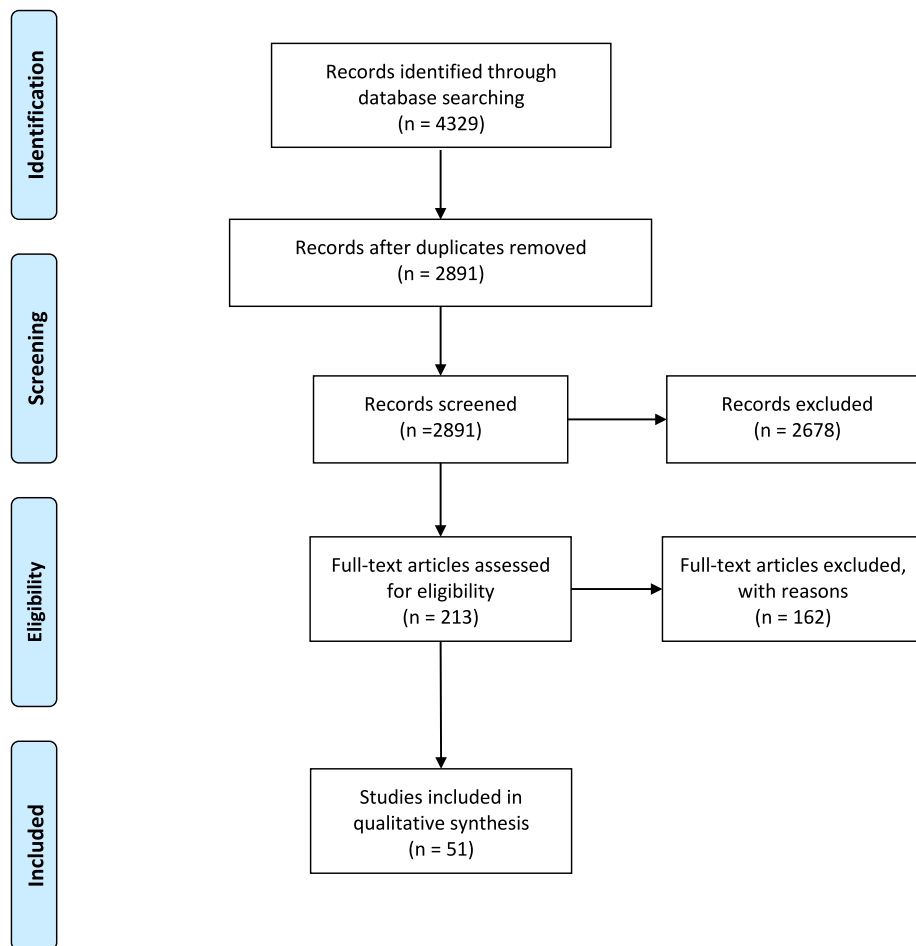 Identification
Records identified through
database searching
(n = 4329)
Records after duplicates removed
(n = 2891)
Screening
Records screened
(n =2891)
Records excluded
(n = 2678)
Eligibility
Full-text articles assessed
for eligibility
(n = 213)
Full-text articles excluded,
with reasons
(n = 162)
Included
Studies included in
qualitative synthesis
(n = 51)